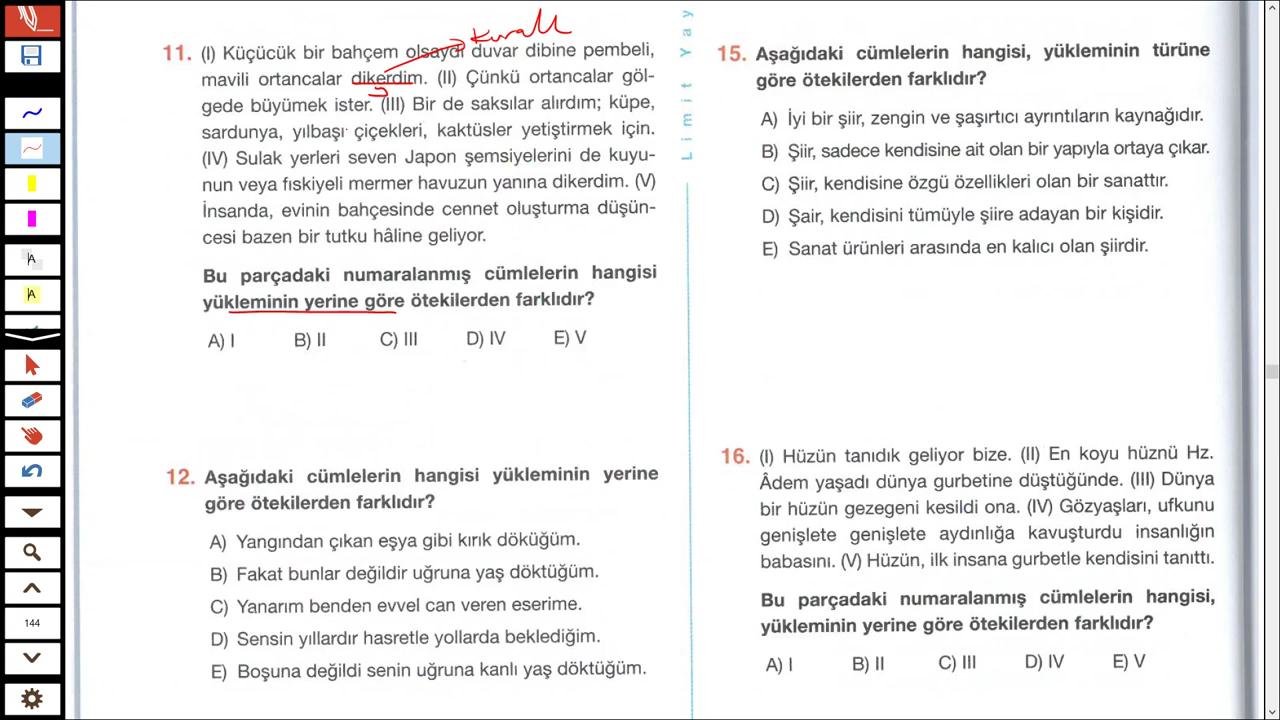 Kurallı
11. (I) Küçücük bir bahçem olsaydı duvar dibine pembeli,
mavili ortancalar dikerdim. (II) Çünkü ortancalar göl-
gede büyümek ister. (III) Bir de saksılar alırdım; küpe,
sardunya, yılbaşı çiçekleri, kaktüsler yetiştirmek için.
(IV) Sulak yerleri seven Japon şemsiyelerini de kuyu-
nun veya fıskiyeli mermer havuzun yanına dikerdim. (V)
İnsanda, evinin bahçesinde cennet oluşturma düşün-
cesi bazen bir tutku hâline geliyor.
Bu parçadaki numaralanmış cümlelerin hangisi
yükleminin yerine göre ötekilerden farklıdır?
A) I B) II C) III D) IV E) V
12. Aşağıdaki cümlelerin hangisi yükleminin yerine
göre ötekilerden farklıdır?
A) Yangından çıkan eşya gibi kırık döküğüm.
B) Fakat bunlar değildir uğruna yaş döktüğüm.
C) Yanarım benden evvel can veren eserime.
D) Sensin yıllardır hasretle yollarda beklediğim.
E) Boşuna değildi senin uğruna kanlı yaş döktüğüm.
Limit Yay
15. Aşağıdaki cümlelerin hangisi, yükleminin türüne
göre ötekilerden farklıdır?
A) İyi bir şiir, zengin ve şaşırtıcı ayrıntıların kaynağıdır.
B) Şiir, sadece kendisine ait olan bir yapıyla ortaya çıkar.
C) Şiir, kendisine özgü özellikleri olan bir sanattır.
D) Şair, kendisini tümüyle şiire adayan bir kişidir.
E) Sanat ürünleri arasında en kalıcı olan şiirdir.
16. (I) Hüzün tanıdık geliyor bize. (II) En koyu hüznü Hz.
Âdem yaşadı dünya gurbetine düştüğünde. (III) Dünya
bir hüzün gezegeni kesildi ona. (IV) Gözyaşları, ufkunu
genişlete genişlete aydınlığa kavuşturdu insanlığın
babasını. (V) Hüzün, ilk insana gurbetle kendisini tanıttı.
Bu parçadaki numaralanmış cümlelerin hangisi,
yükleminin yerine göre ötekilerden farklıdır?
A) I B) II C) III D) IV E) V
A
A
144